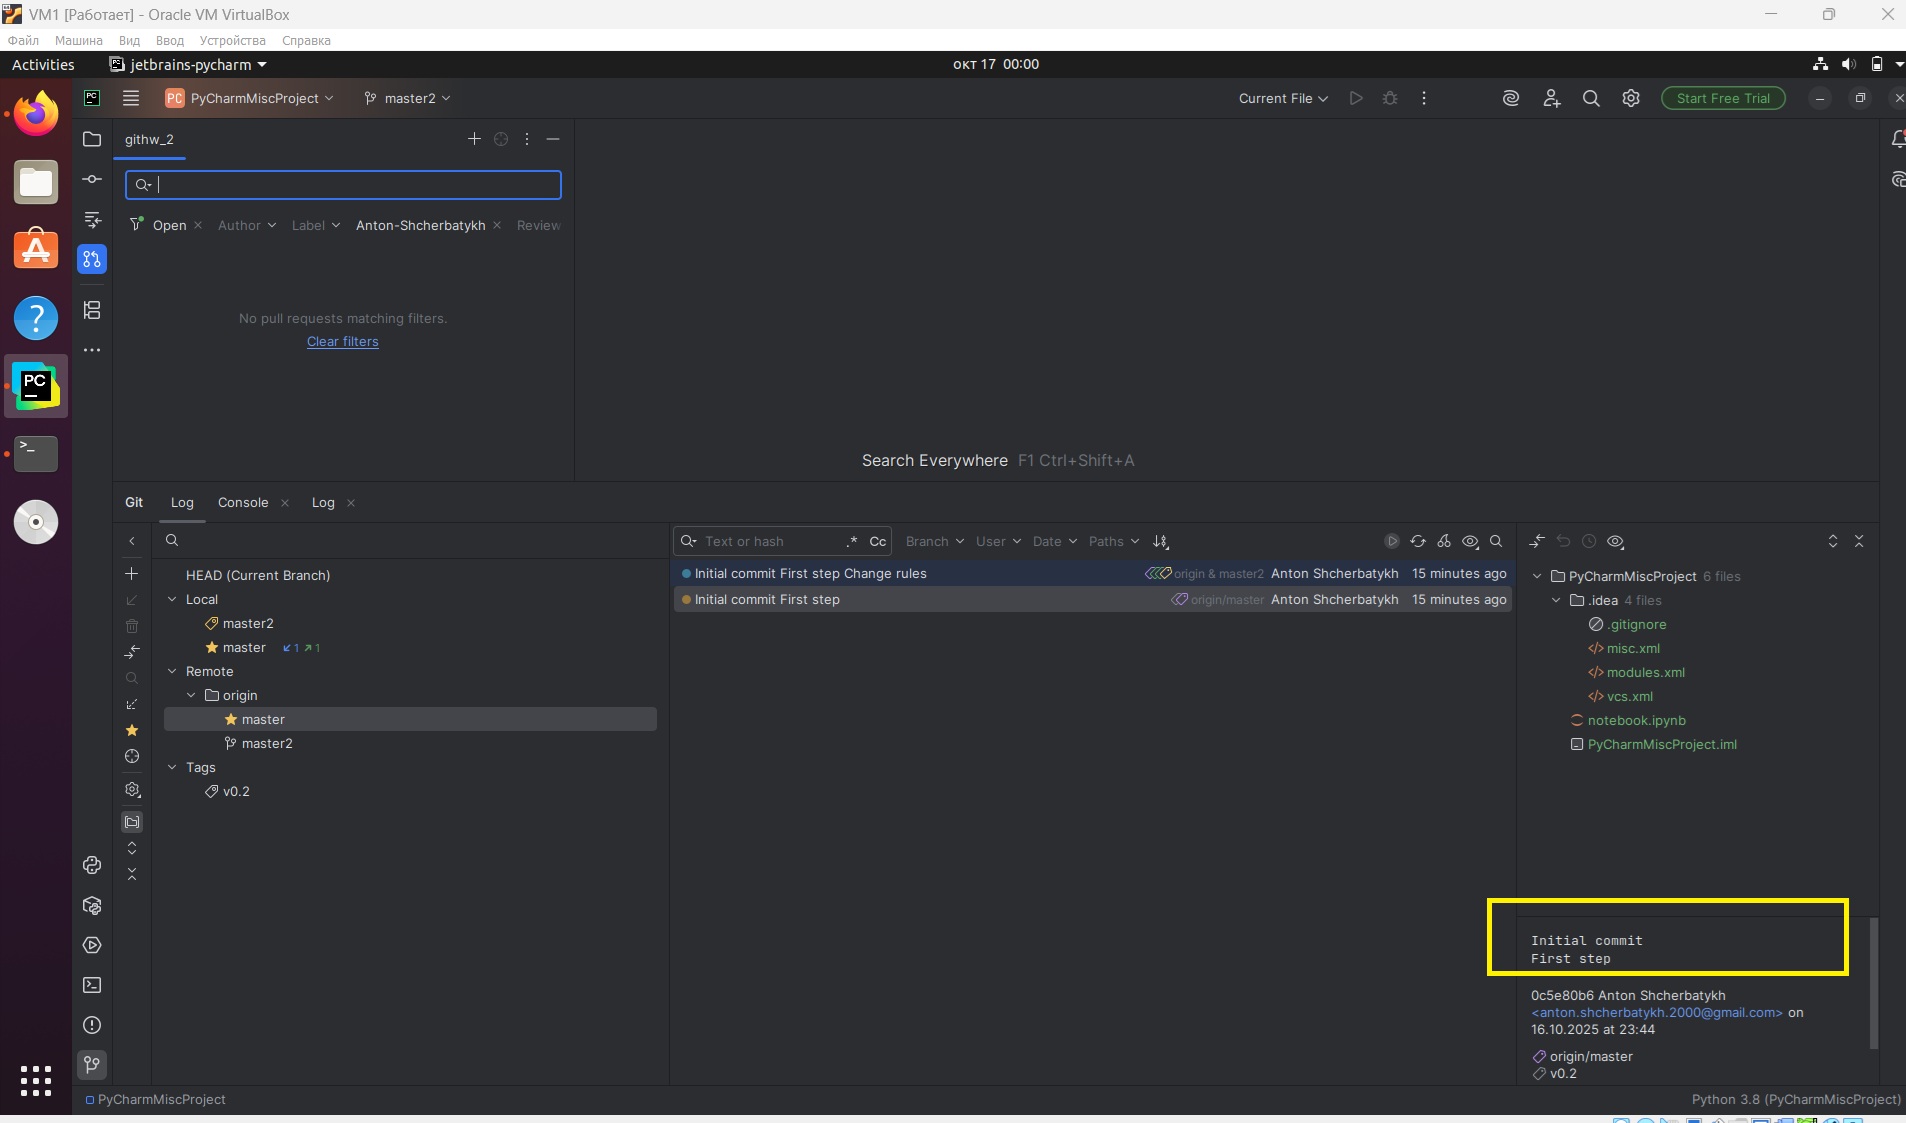 VM1 [Работает] - Oracle VM VirtualBox
Файл Машина Вид Ввод Устройства Справка
Activities jetbrains-pycharm окт 17 00:00
PC PyCharmMiscProject master2 Current File Start Free Trial
githw_2
Open Author Label Anton-Shcherbatykh Review
No pull requests matching filters.
Clear filters
Search Everywhere F1 Ctrl+Shift+A
Git Log Console Log
Text or hash .* Cc Branch User Date Paths
HEAD (Current Branch)
Local
master2
master 1 1
Remote
origin
master
master2
Tags
v0.2
Initial commit First step Change rules origin & master2 Anton Shcherbatykh 15 minutes ago
Initial commit First step origin/master Anton Shcherbatykh 15 minutes ago
PyCharmMiscProject 6 files
.idea 4 files
.gitignore
misc.xml
modules.xml
vcs.xml
notebook.ipynb
PyCharmMiscProject.iml
Initial commit
First step
0c5e80b6 Anton Shcherbatykh
<anton.shcherbatykh.2000@gmail.com> on
16.10.2025 at 23:44
origin/master
v0.2
PyCharmMiscProject Python 3.8 (PyCharmMiscProject)